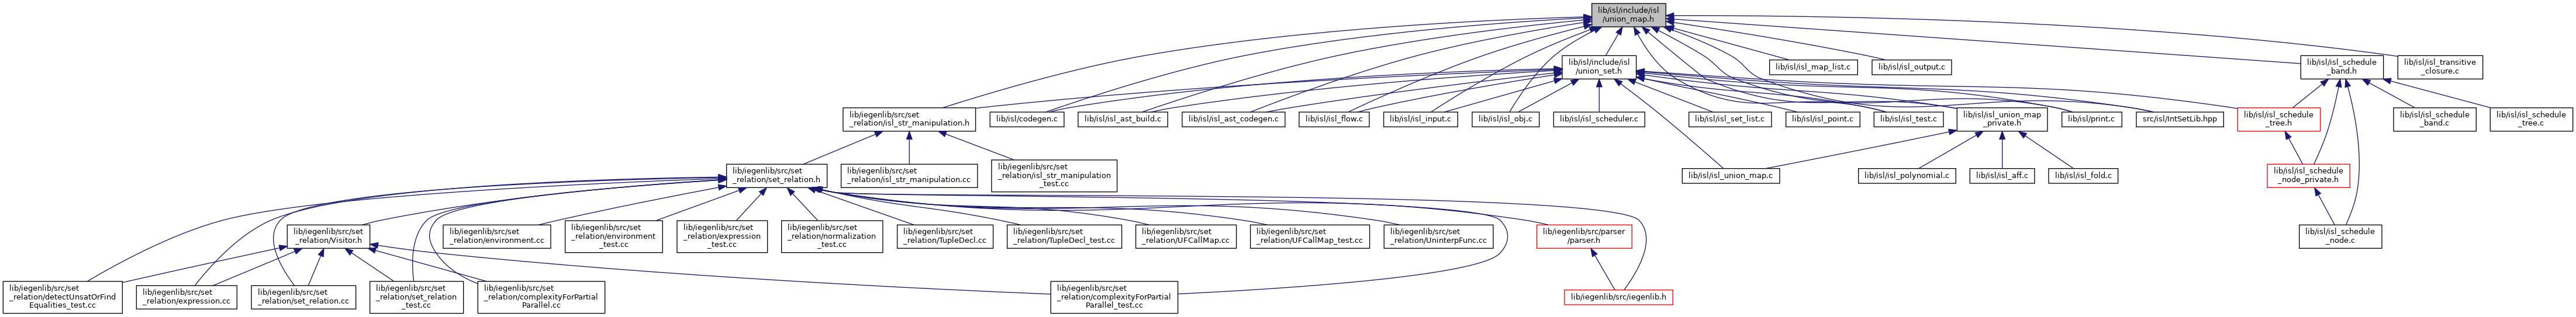 lib/isl/include/isl
/union_map.h
lib/isl/include/isl
/union_set.h
lib/isl/isl_map_list.c
lib/isl/isl_output.c
lib/isl/isl_schedule
_band.h
lib/isl/isl_transitive
_closure.c
lib/iegenlib/src/set
_relation/isl_str_manipulation.h
lib/isl/codegen.c
lib/isl/isl_ast_build.c
lib/isl/isl_ast_codegen.c
lib/isl/isl_flow.c
lib/isl/isl_input.c
lib/isl/isl_obj.c
lib/isl/isl_scheduler.c
lib/isl/isl_set_list.c
lib/isl/isl_point.c
lib/isl/isl_test.c
lib/isl/isl_union_map
_private.h
lib/isl/print.c
src/isl/IntSetLib.hpp
lib/isl/isl_schedule
_tree.h
lib/isl/isl_schedule
_band.c
lib/isl/isl_schedule
_tree.c
lib/iegenlib/src/set
_relation/set_relation.h
lib/iegenlib/src/set
_relation/isl_str_manipulation.cc
lib/iegenlib/src/set
_relation/isl_str_manipulation
_test.cc
lib/isl/isl_union_map.c
lib/isl/isl_polynomial.c
lib/isl/isl_aff.c
lib/isl/isl_fold.c
lib/isl/isl_schedule
_node_private.h
lib/iegenlib/src/set
_relation/Visitor.h
lib/iegenlib/src/set
_relation/environment.cc
lib/iegenlib/src/set
_relation/environment
_test.cc
lib/iegenlib/src/set
_relation/expression
_test.cc
lib/iegenlib/src/set
_relation/normalization
_test.cc
lib/iegenlib/src/set
_relation/TupleDecl.cc
lib/iegenlib/src/set
_relation/TupleDecl_test.cc
lib/iegenlib/src/set
_relation/UFCallMap.cc
lib/iegenlib/src/set
_relation/UFCallMap_test.cc
lib/iegenlib/src/set
_relation/UninterpFunc.cc
lib/iegenlib/src/parser
/parser.h
lib/isl/isl_schedule
_node.c
lib/iegenlib/src/set
_relation/detectUnsatOrFind
Equalities_test.cc
lib/iegenlib/src/set
_relation/expression.cc
lib/iegenlib/src/set
_relation/set_relation.cc
lib/iegenlib/src/set
_relation/set_relation
_test.cc
lib/iegenlib/src/set
_relation/complexityForPartial
Parallel.cc
lib/iegenlib/src/set
_relation/complexityForPartial
Parallel_test.cc
lib/iegenlib/src/iegenlib.h